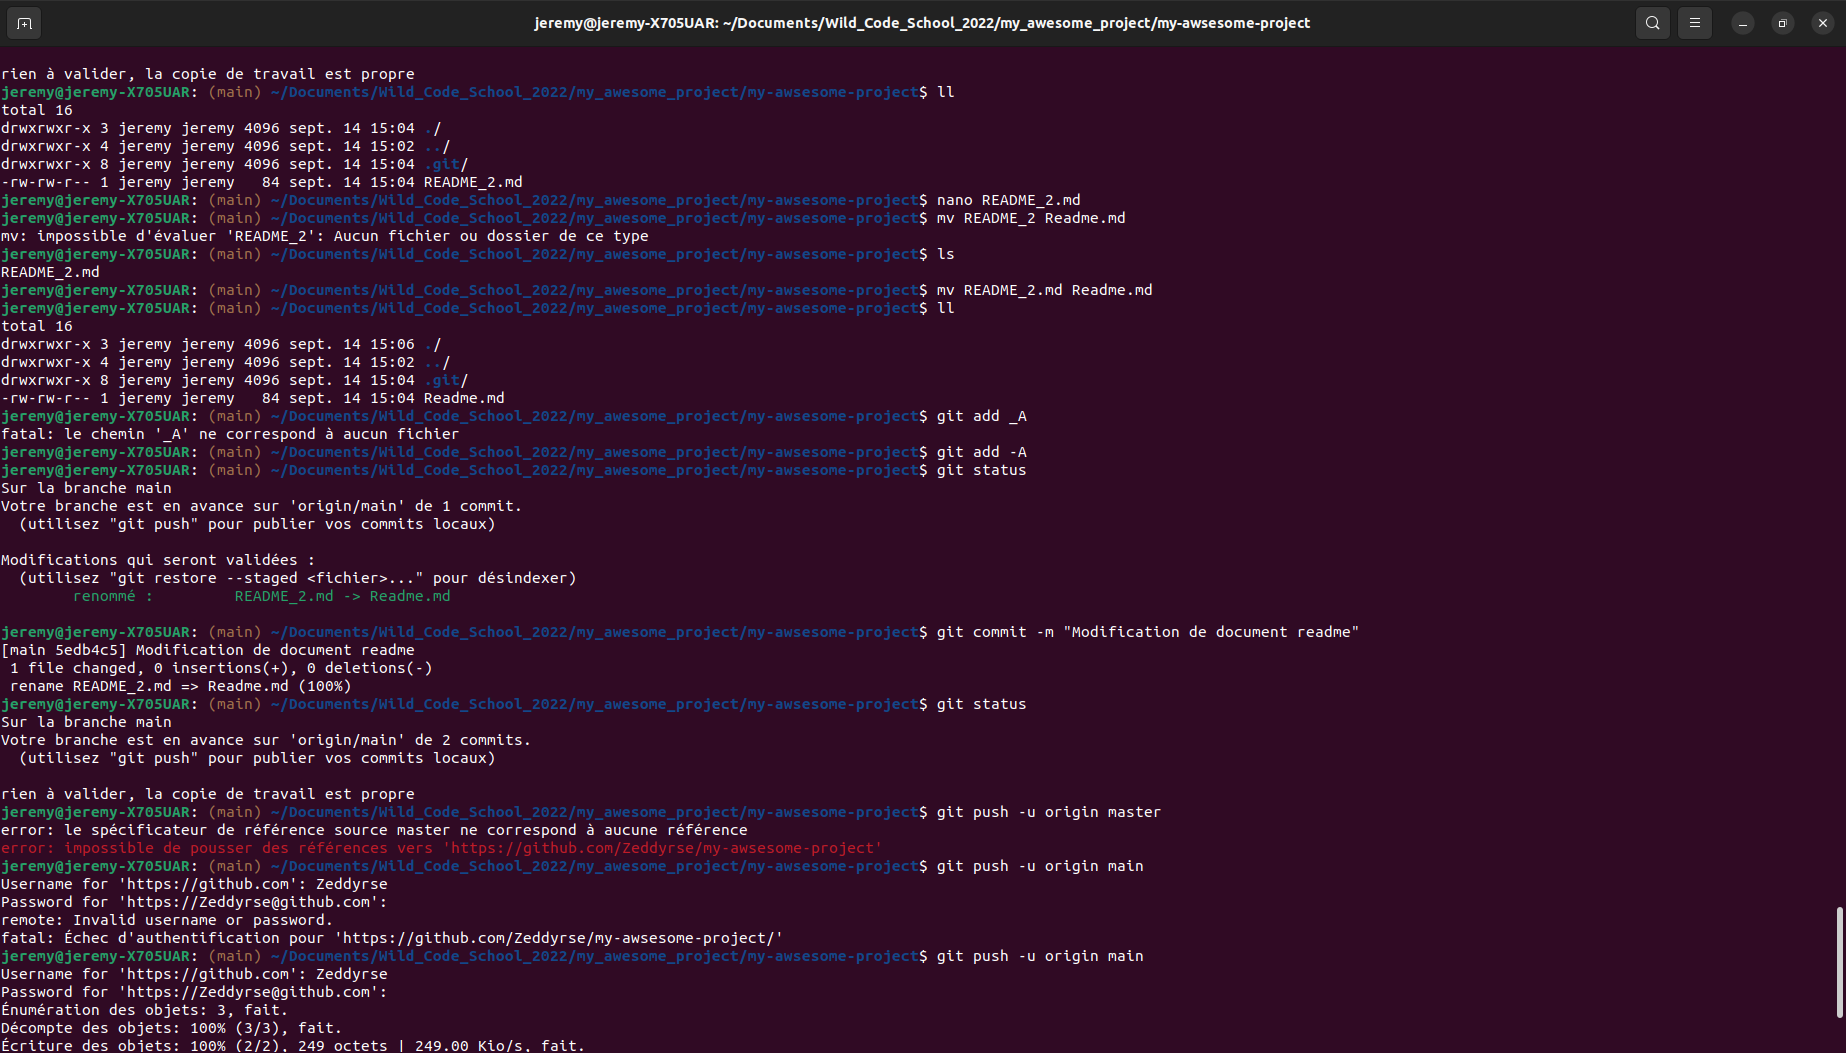 jeremy@jeremy-X705UAR: ~/Documents/Wild_Code_School_2022/my_awesome_project/my-awsesome-project
rien à valider, la copie de travail est propre
jeremy@jeremy-X705UAR: (main) ~/Documents/Wild_Code_School_2022/my_awesome_project/my-awsesome-project$ ll
total 16
drwxrwxr-x 3 jeremy jeremy 4096 sept. 14 15:04 ./
drwxrwxr-x 4 jeremy jeremy 4096 sept. 14 15:02 ../
drwxrwxr-x 8 jeremy jeremy 4096 sept. 14 15:04 .git/
-rw-rw-r-- 1 jeremy jeremy   84 sept. 14 15:04 README_2.md
jeremy@jeremy-X705UAR: (main) ~/Documents/Wild_Code_School_2022/my_awesome_project/my-awsesome-project$ nano README_2.md
jeremy@jeremy-X705UAR: (main) ~/Documents/Wild_Code_School_2022/my_awesome_project/my-awsesome-project$ mv README_2 Readme.md
mv: impossible d'évaluer 'README_2': Aucun fichier ou dossier de ce type
jeremy@jeremy-X705UAR: (main) ~/Documents/Wild_Code_School_2022/my_awesome_project/my-awsesome-project$ ls
README_2.md
jeremy@jeremy-X705UAR: (main) ~/Documents/Wild_Code_School_2022/my_awesome_project/my-awsesome-project$ mv README_2.md Readme.md
jeremy@jeremy-X705UAR: (main) ~/Documents/Wild_Code_School_2022/my_awesome_project/my-awsesome-project$ ll
total 16
drwxrwxr-x 3 jeremy jeremy 4096 sept. 14 15:06 ./
drwxrwxr-x 4 jeremy jeremy 4096 sept. 14 15:02 ../
drwxrwxr-x 8 jeremy jeremy 4096 sept. 14 15:04 .git/
-rw-rw-r-- 1 jeremy jeremy   84 sept. 14 15:04 Readme.md
jeremy@jeremy-X705UAR: (main) ~/Documents/Wild_Code_School_2022/my_awesome_project/my-awsesome-project$ git add _A
fatal: le chemin '_A' ne correspond à aucun fichier
jeremy@jeremy-X705UAR: (main) ~/Documents/Wild_Code_School_2022/my_awesome_project/my-awsesome-project$ git add -A
jeremy@jeremy-X705UAR: (main) ~/Documents/Wild_Code_School_2022/my_awesome_project/my-awsesome-project$ git status
Sur la branche main
Votre branche est en avance sur 'origin/main' de 1 commit.
  (utilisez "git push" pour publier vos commits locaux)
Modifications qui seront validées :
  (utilisez "git restore --staged <fichier>..." pour désindexer)
        renommé :         README_2.md -> Readme.md
jeremy@jeremy-X705UAR: (main) ~/Documents/Wild_Code_School_2022/my_awesome_project/my-awsesome-project$ git commit -m "Modification de document readme"
[main 5edb4c5] Modification de document readme
 1 file changed, 0 insertions(+), 0 deletions(-)
 rename README_2.md => Readme.md (100%)
jeremy@jeremy-X705UAR: (main) ~/Documents/Wild_Code_School_2022/my_awesome_project/my-awsesome-project$ git status
Sur la branche main
Votre branche est en avance sur 'origin/main' de 2 commits.
  (utilisez "git push" pour publier vos commits locaux)
rien à valider, la copie de travail est propre
jeremy@jeremy-X705UAR: (main) ~/Documents/Wild_Code_School_2022/my_awesome_project/my-awsesome-project$ git push -u origin master
error: le spécificateur de référence source master ne correspond à aucune référence
error: impossible de pousser des références vers 'https://github.com/Zeddyrse/my-awsesome-project'
jeremy@jeremy-X705UAR: (main) ~/Documents/Wild_Code_School_2022/my_awesome_project/my-awsesome-project$ git push -u origin main
Username for 'https://github.com': Zeddyrse
Password for 'https://Zeddyrse@github.com':
remote: Invalid username or password.
fatal: Échec d'authentification pour 'https://github.com/Zeddyrse/my-awsesome-project/'
jeremy@jeremy-X705UAR: (main) ~/Documents/Wild_Code_School_2022/my_awesome_project/my-awsesome-project$ git push -u origin main
Username for 'https://github.com': Zeddyrse
Password for 'https://Zeddyrse@github.com':
Énumération des objets: 3, fait.
Décompte des objets: 100% (3/3), fait.
Écriture des objets: 100% (2/2), 249 octets | 249.00 Kio/s, fait.